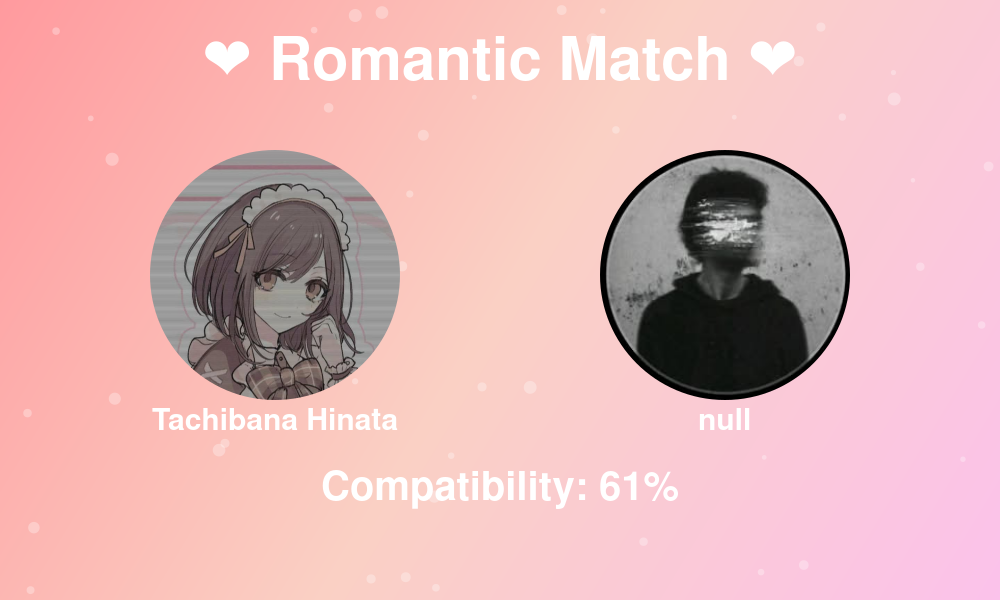 ❤ Romantic Match ❤
Tachibana Hinata
null
Compatibility: 61%